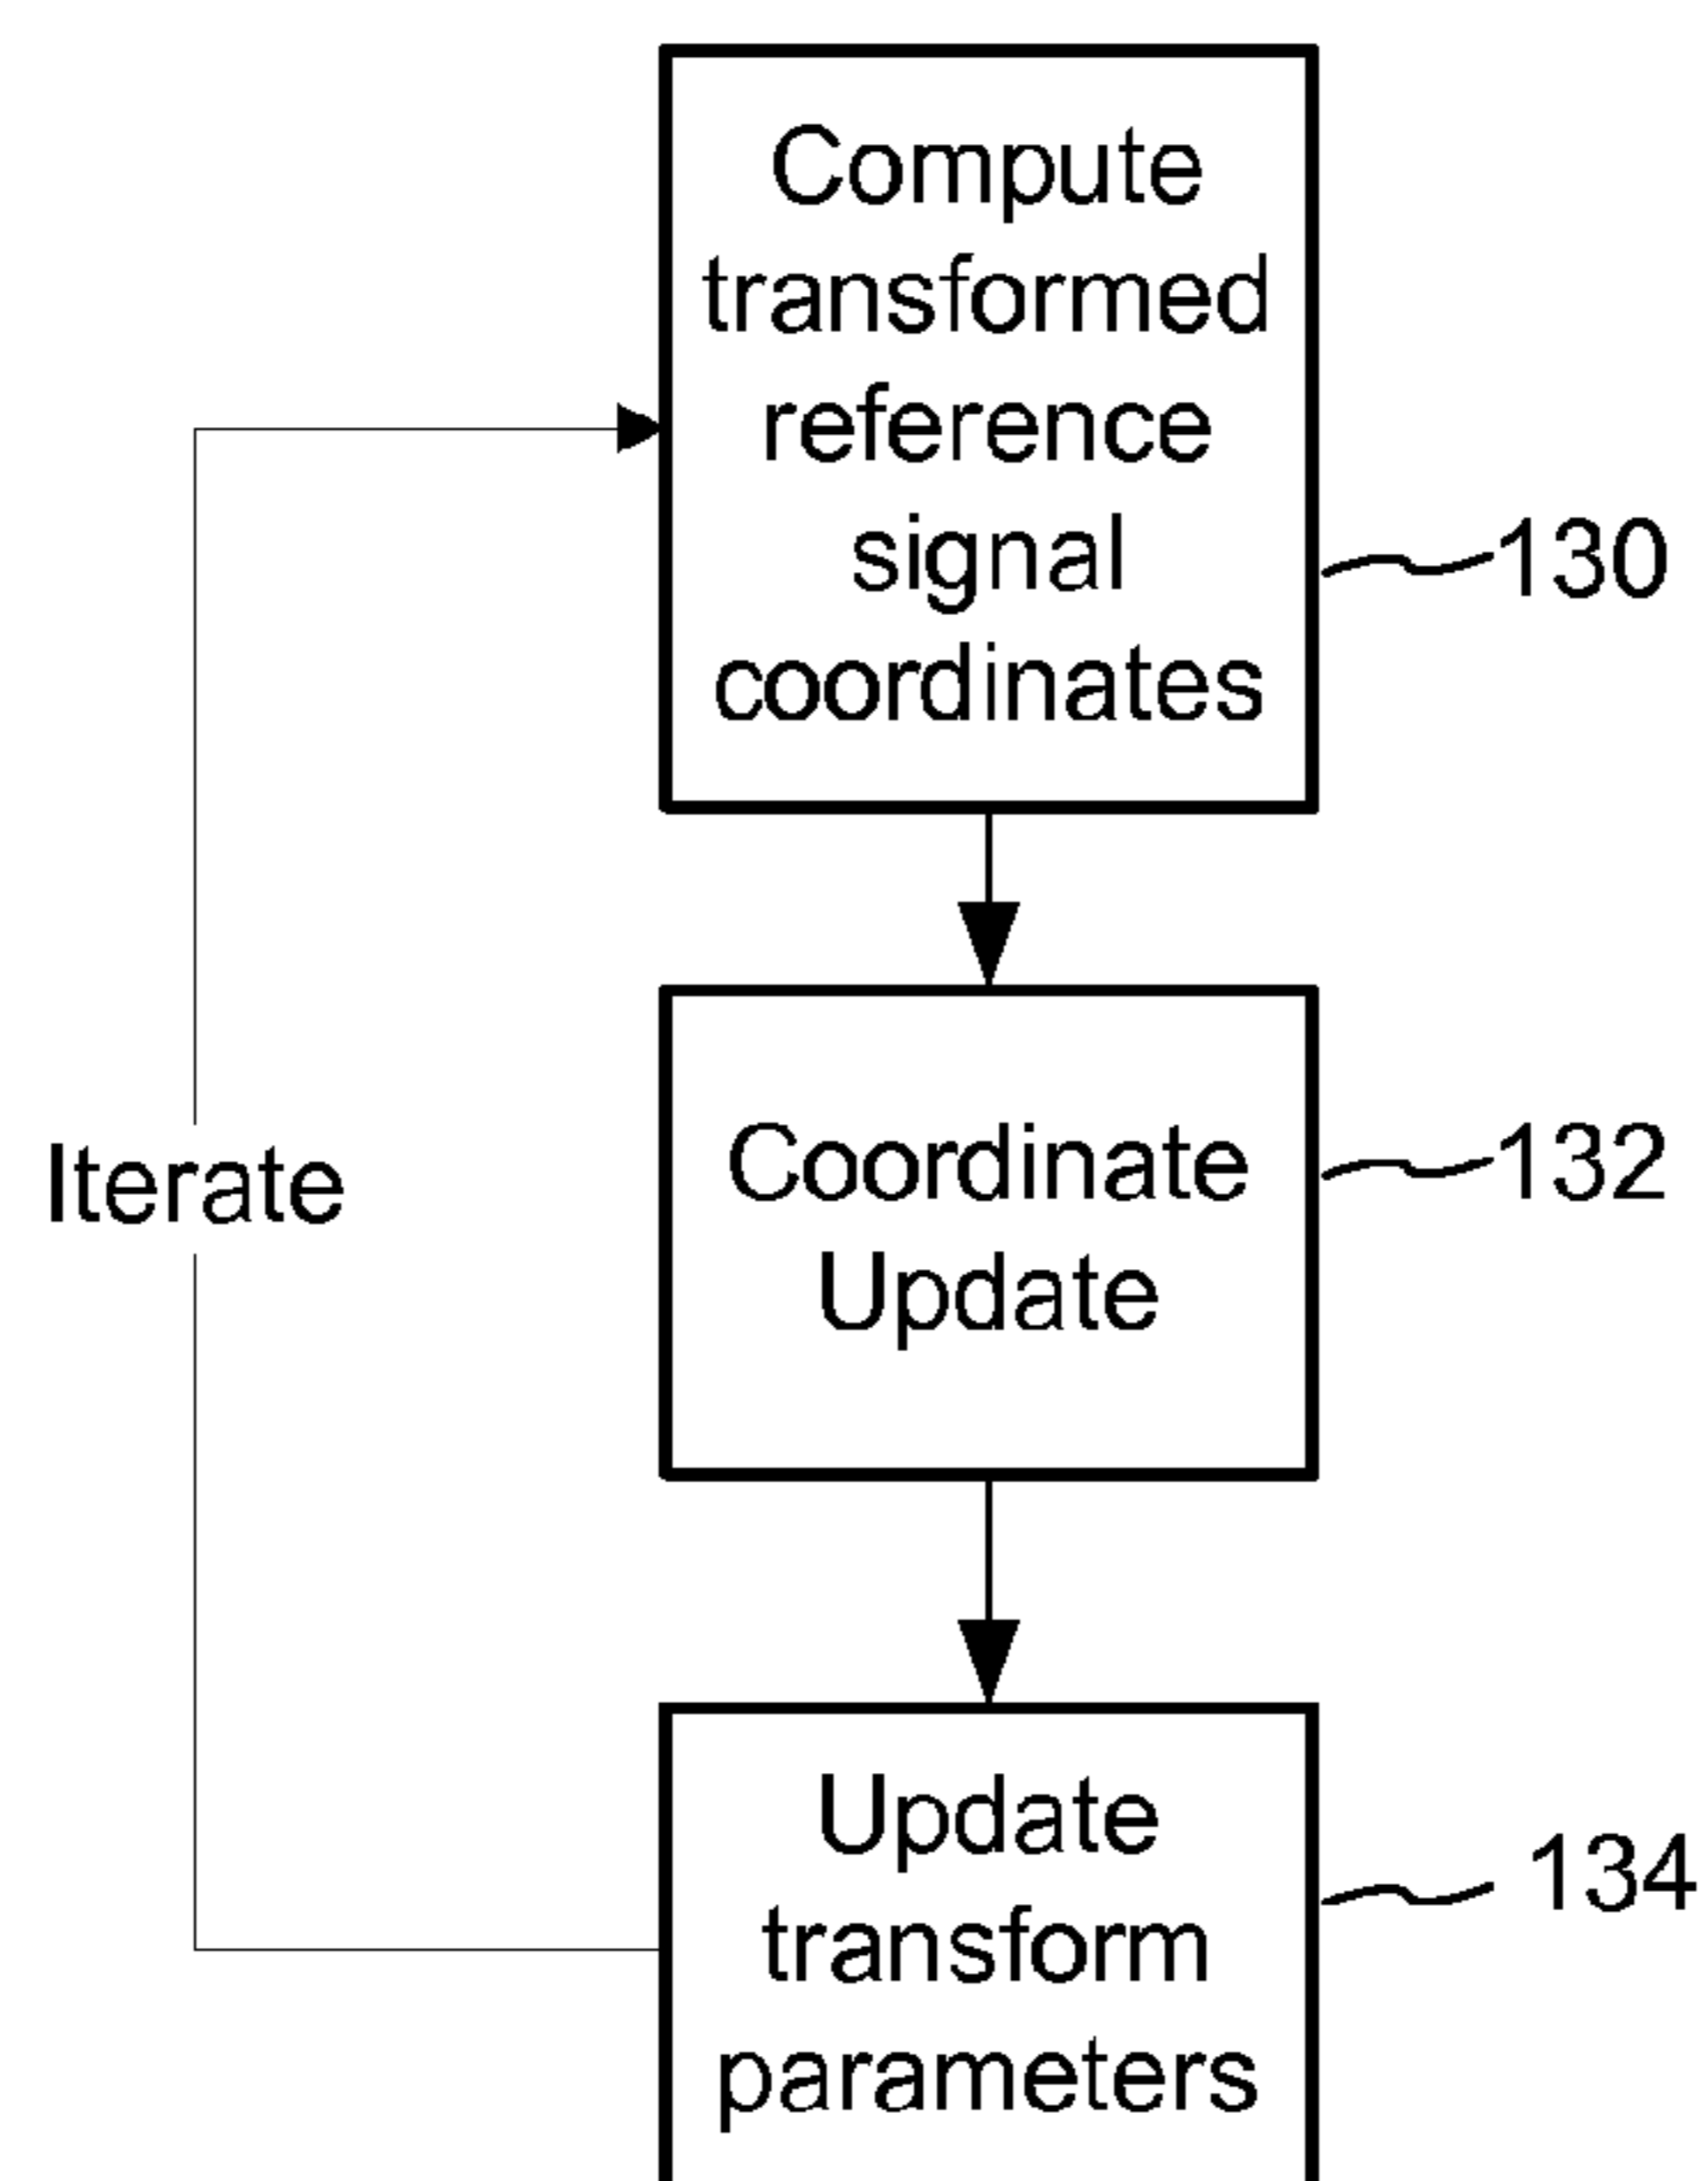 Compute
transformed
reference
signal
coordinates
130
Iterate
Coordinate
Update
132
Update
transform
parameters
134